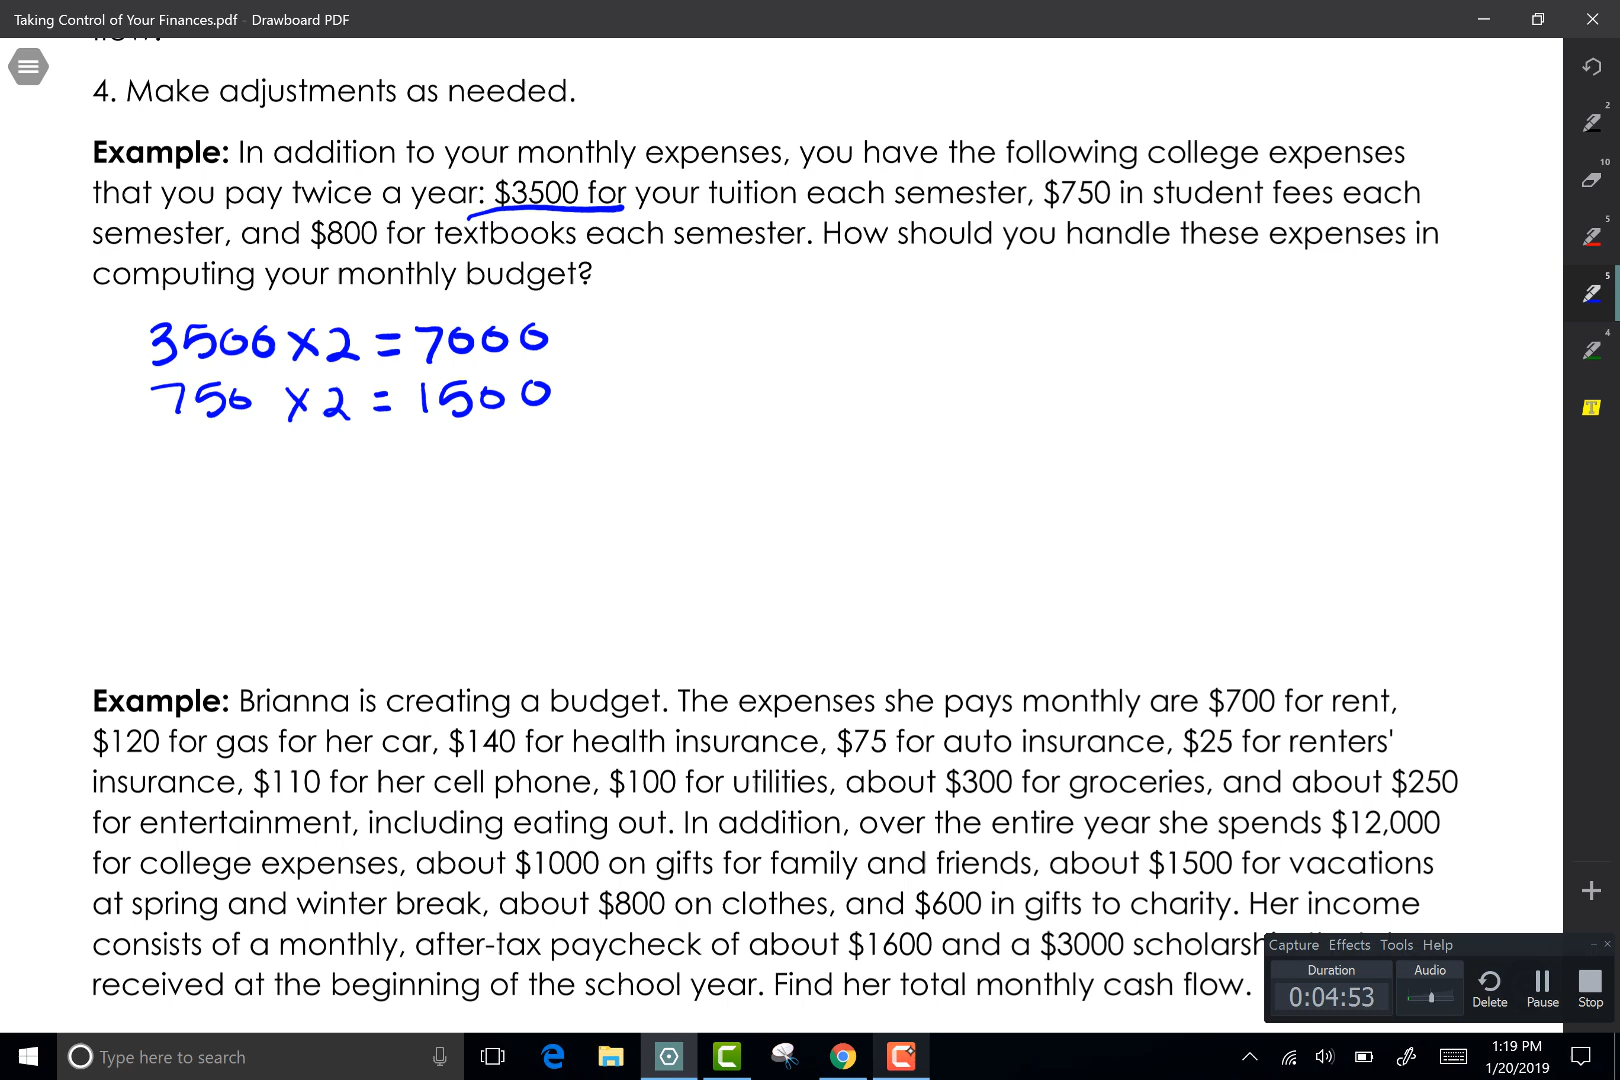 Taking Control of Your Finances.pdf - Drawboard PDF
4. Make adjustments as needed.
Example: In addition to your monthly expenses, you have the following college expenses
that you pay twice a year: $3500 for your tuition each semester, $750 in student fees each
semester, and $800 for textbooks each semester. How should you handle these expenses in
computing your monthly budget?
3500 x 2 = 7000
750 x 2 = 1500
Example: Brianna is creating a budget. The expenses she pays monthly are $700 for rent,
$120 for gas for her car, $140 for health insurance, $75 for auto insurance, $25 for renters'
insurance, $110 for her cell phone, $100 for utilities, about $300 for groceries, and about $250
for entertainment, including eating out. In addition, over the entire year she spends $12,000
for college expenses, about $1000 on gifts for family and friends, about $1500 for vacations
at spring and winter break, about $800 on clothes, and $600 in gifts to charity. Her income
consists of a monthly, after-tax paycheck of about $1600 and a $3000
received at the beginning of the school year. Find her total monthly cash flow.
2
10
5
5
4
T
Capture Effects Tools Help
Duration
Audio
0:04:53
Delete Pause Stop
Type here to search
1:19 PM
1/20/2019